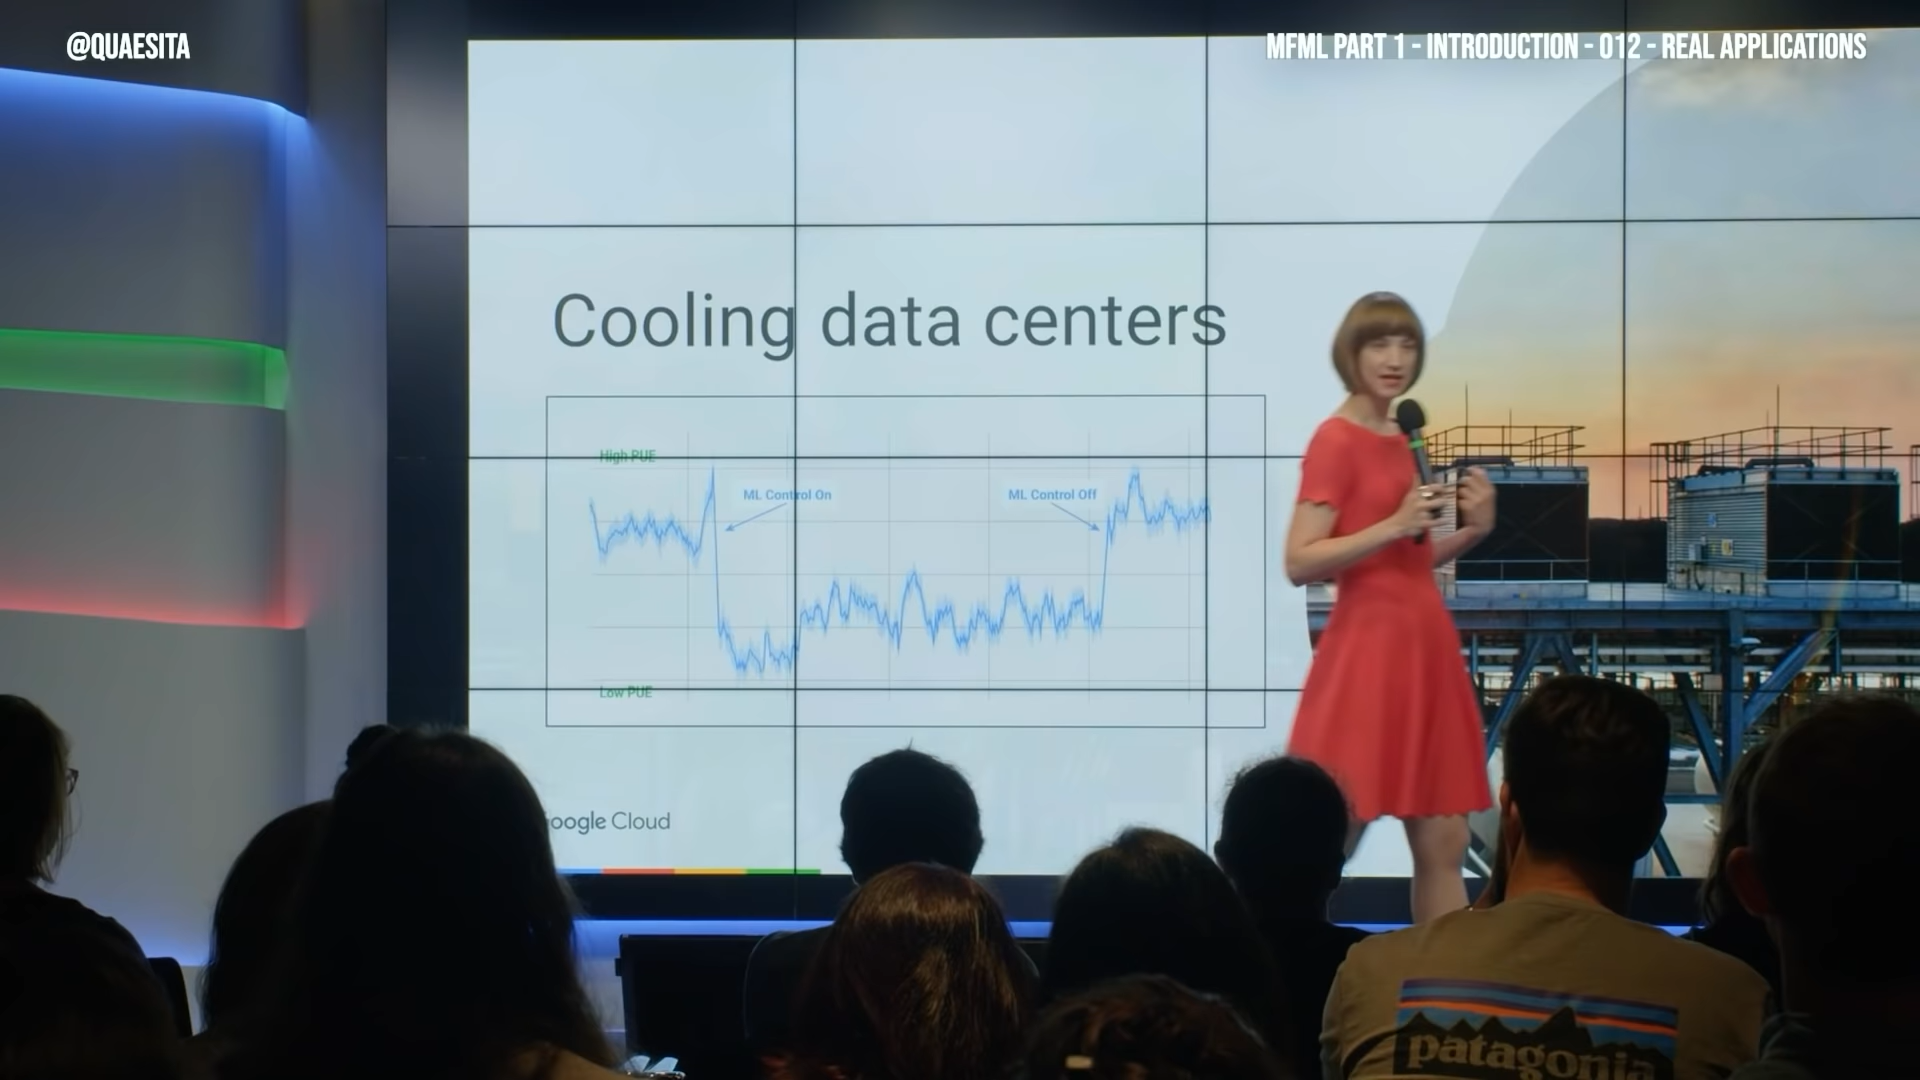 @QUAESITA
MFML PART 1 - INTRODUCTION - 012 - REAL APPLICATIONS
Cooling data centers
High PUE
ML Control On
ML Control Off
Low PUE
oogle Cloud
patagonia